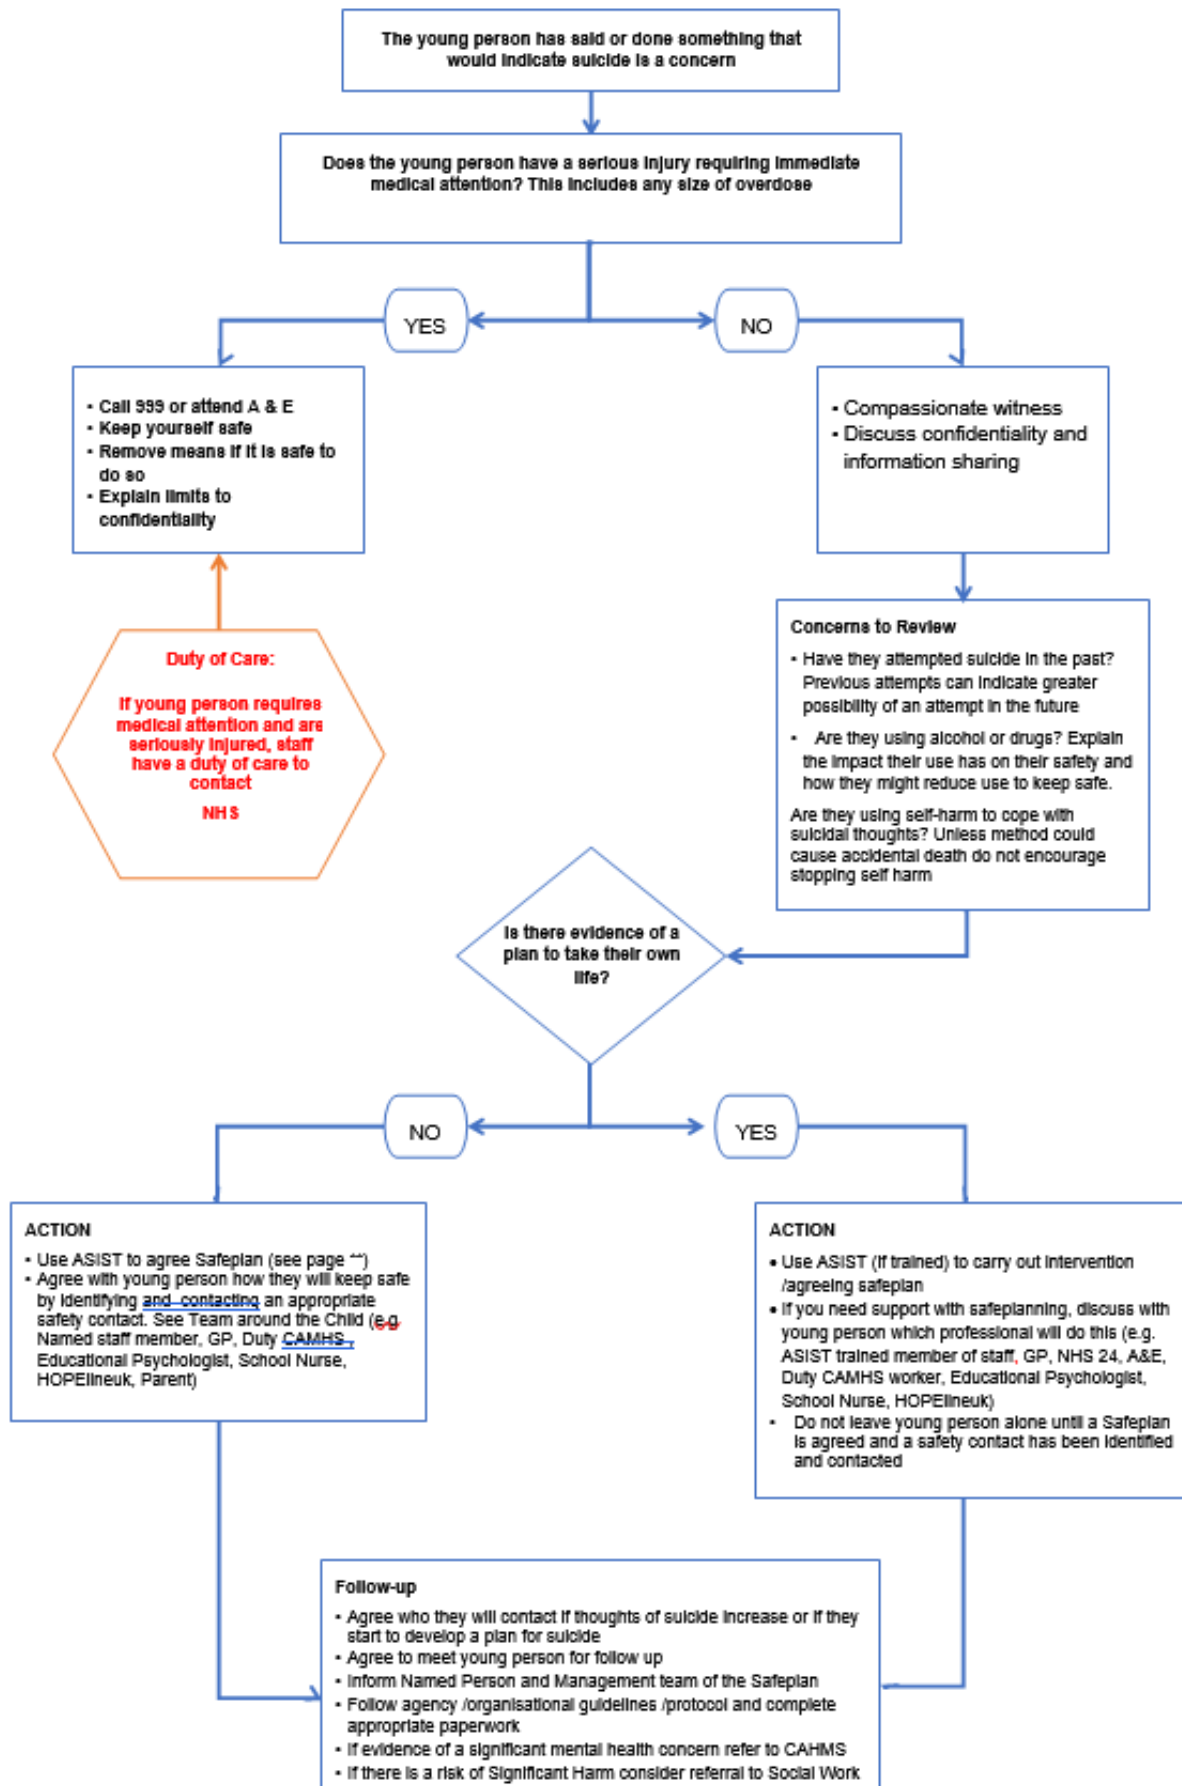 The young person has said or done something that
would indicate suicide is a concern
Does the young person have a serious injury requiring immediate
medical attention? This includes any size of overdose
YES
NO
▪ Call 999 or attend A & E
▪ Keep yourself safe
▪ Remove means if it is safe to
do so
▪ Explain limits to
confidentiality
▪ Compassionate witness
▪ Discuss confidentiality and
information sharing
Duty of Care:
If young person requires
medical attention and are
seriously injured, staff
have a duty of care to
contact
NHS
Concerns to Review
▪ Have they attempted suicide in the past?
Previous attempts can indicate greater
possibility of an attempt in the future
▪ Are they using alcohol or drugs? Explain
the impact their use has on their safety and
how they might reduce use to keep safe.
Are they using self-harm to cope with
suicidal thoughts? Unless method could
cause accidental death do not encourage
stopping self harm
Is there evidence of a
plan to take their own
life?
NO
YES
ACTION
▪ Use ASIST to agree Safeplan (see page **)
▪ Agree with young person how they will keep safe
by identifying and contacting an appropriate
safety contact. See Team around the Child (e.g
Named staff member, GP, Duty CAMHS ,
Educational Psychologist, School Nurse,
HOPElineuk, Parent)
ACTION
• Use ASIST (if trained) to carry out intervention
/agreeing safeplan
• If you need support with safeplanning, discuss with
young person which professional will do this (e.g.
ASIST trained member of staff, GP, NHS 24, A&E,
Duty CAMHS worker, Educational Psychologist,
School Nurse, HOPElineuk)
▪ Do not leave young person alone until a Safeplan
is agreed and a safety contact has been identified
and contacted
Follow-up
▪ Agree who they will contact if thoughts of suicide increase or if they
start to develop a plan for suicide
▪ Agree to meet young person for follow up
▪ Inform Named Person and Management team of the Safeplan
▪ Follow agency /organisational guidelines /protocol and complete
appropriate paperwork
▪ If evidence of a significant mental health concern refer to CAHMS
▪ If there is a risk of Significant Harm consider referral to Social Work